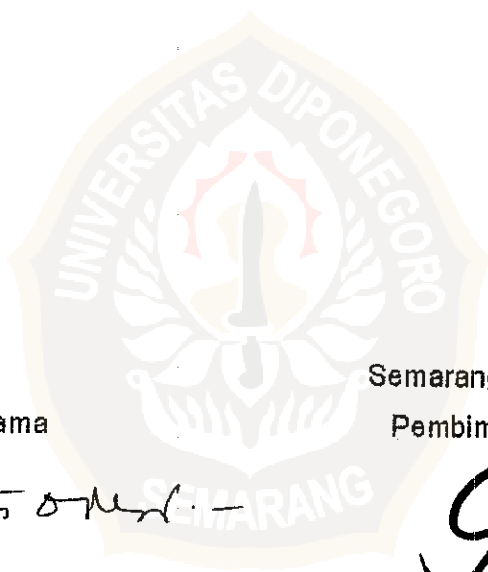 UNIVERSITAS DIPONEGORO
Semarang
ama
Pembim
SEMARANG